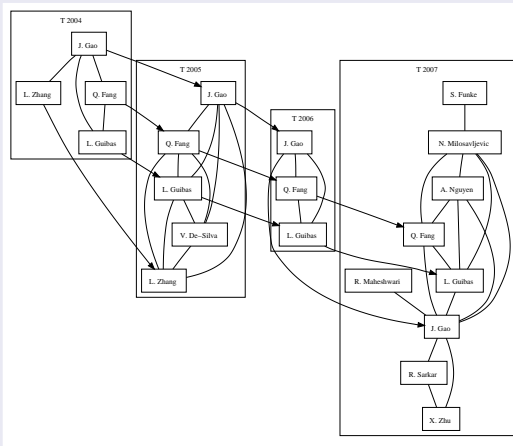 T 2004
J. Gao
L. Zhang
Q. Fang
L. Guibas
T 2005
J. Gao
Q. Fang
L. Guibas
V. De-Silva
L. Zhang
T 2006
J. Gao
Q. Fang
L. Guibas
T 2007
S. Funke
N. Milosavljevic
A. Nguyen
Q. Fang
R. Maheshwari
L. Guibas
J. Gao
R. Sarkar
X. Zhu